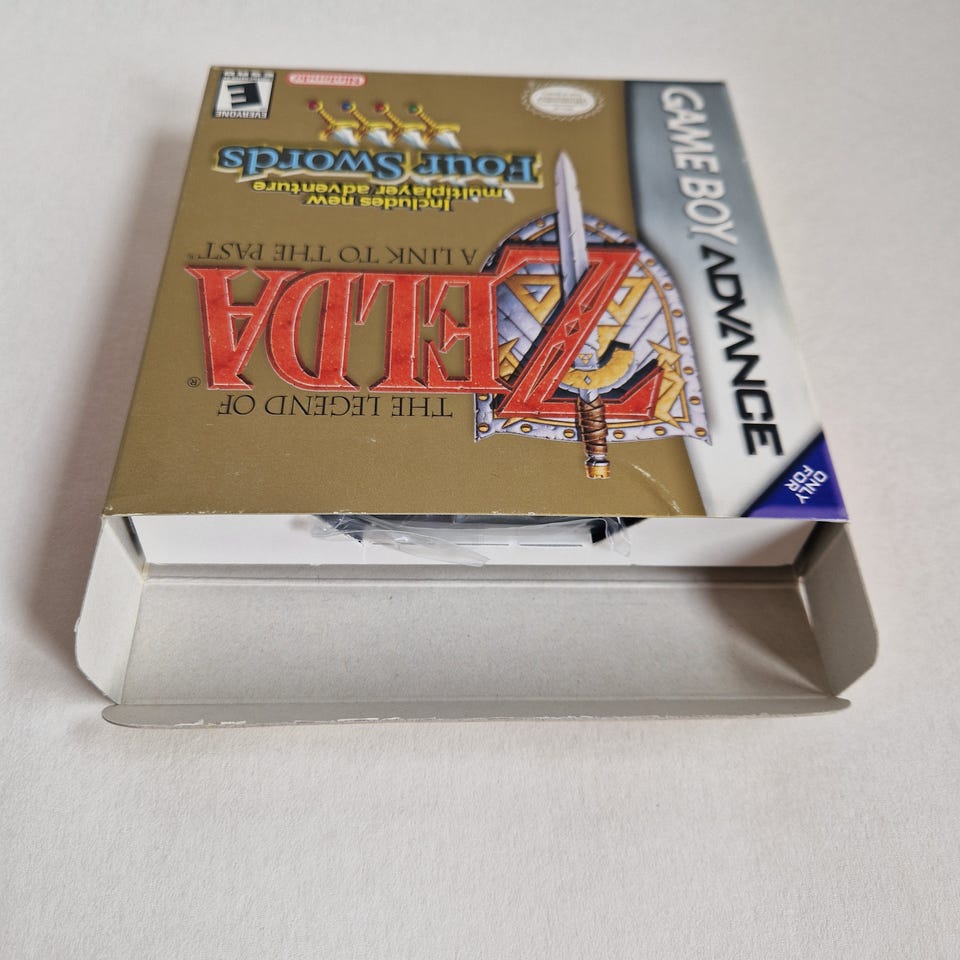 GAME BOY ADVANCE
ONLY
FOR
THE LEGEND OF
ZELDA®
A LINK TO THE PAST
Includes new
multiplayer adventure
Four Swords
Nintendo
E
EVERYONE